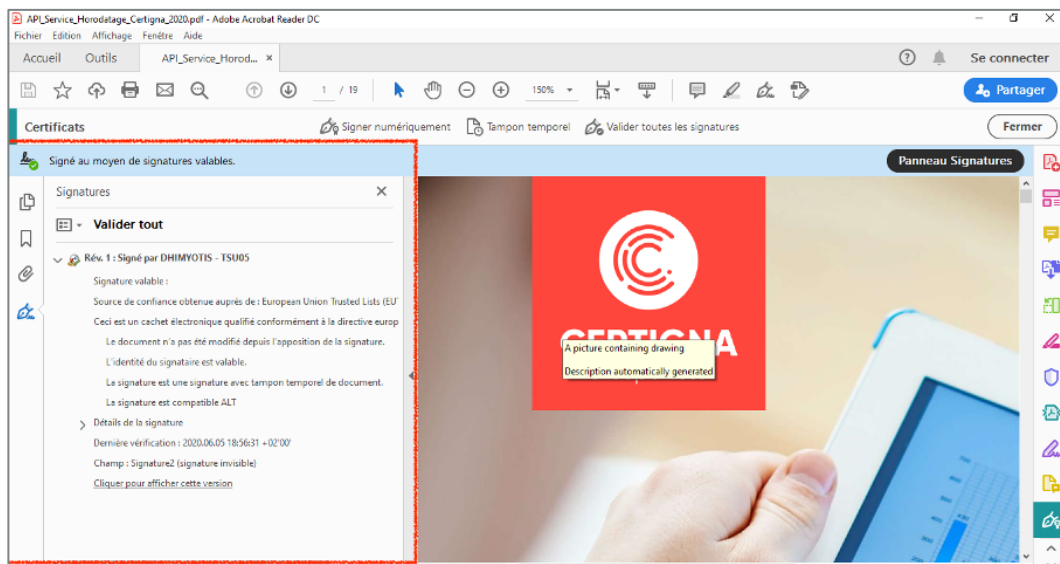 API_Service_Horodatage_Certigna_2020.pdf - Adobe Acrobat Reader DC
Fichier Edition Affichage Fenêtre Aide
Accueil Outils API_Service_Horod... × Se connecter
1 / 19 150% Partager
Certificats Signer numériquement Tampon temporel Valider toutes les signatures Fermer
Signé au moyen de signatures valables. Panneau Signatures
Signatures
Valider tout
Rév. 1 : Signé par DHIMYOTIS - TSU05
Signature valable :
Source de confiance obtenue auprès de : European Union Trusted Lists (EU
Ceci est un cachet électronique qualifié conformément à la directive europ
Le document n'a pas été modifié depuis l'apposition de la signature.
L'identité du signataire est valable.
La signature est une signature avec tampon temporel de document.
La signature est compatible ALT
Détails de la signature
Dernière vérification : 2020.06.05 18:56:31 +02'00'
Champ : Signature2 (signature invisible)
Cliquer pour afficher cette version
CERTIGNA
A picture containing drawing
Description automatically generated